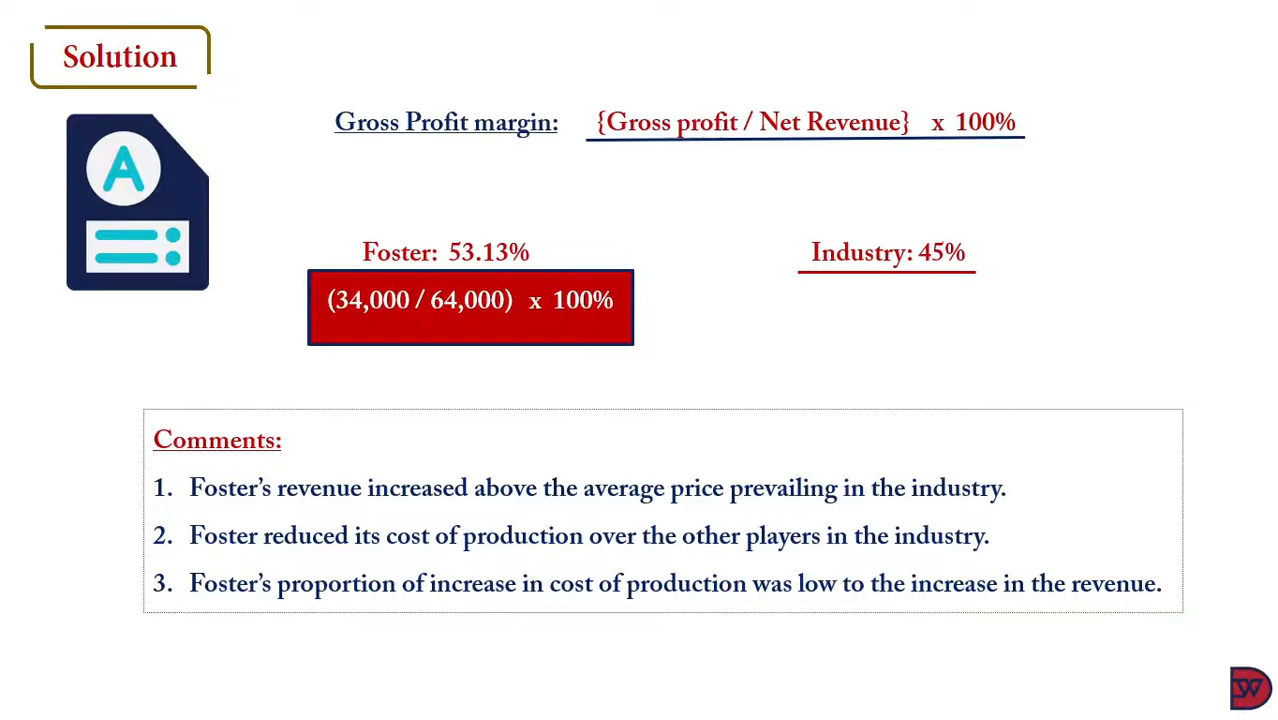 Solution
A
Gross Profit margin: {Gross profit / Net Revenue} x 100%
Foster: 53.13% Industry: 45%
(34,000 / 64,000) x 100%
Comments:
1. Foster's revenue increased above the average price prevailing in the industry.
2. Foster reduced its cost of production over the other players in the industry.
3. Foster's proportion of increase in cost of production was low to the increase in the revenue.
DW